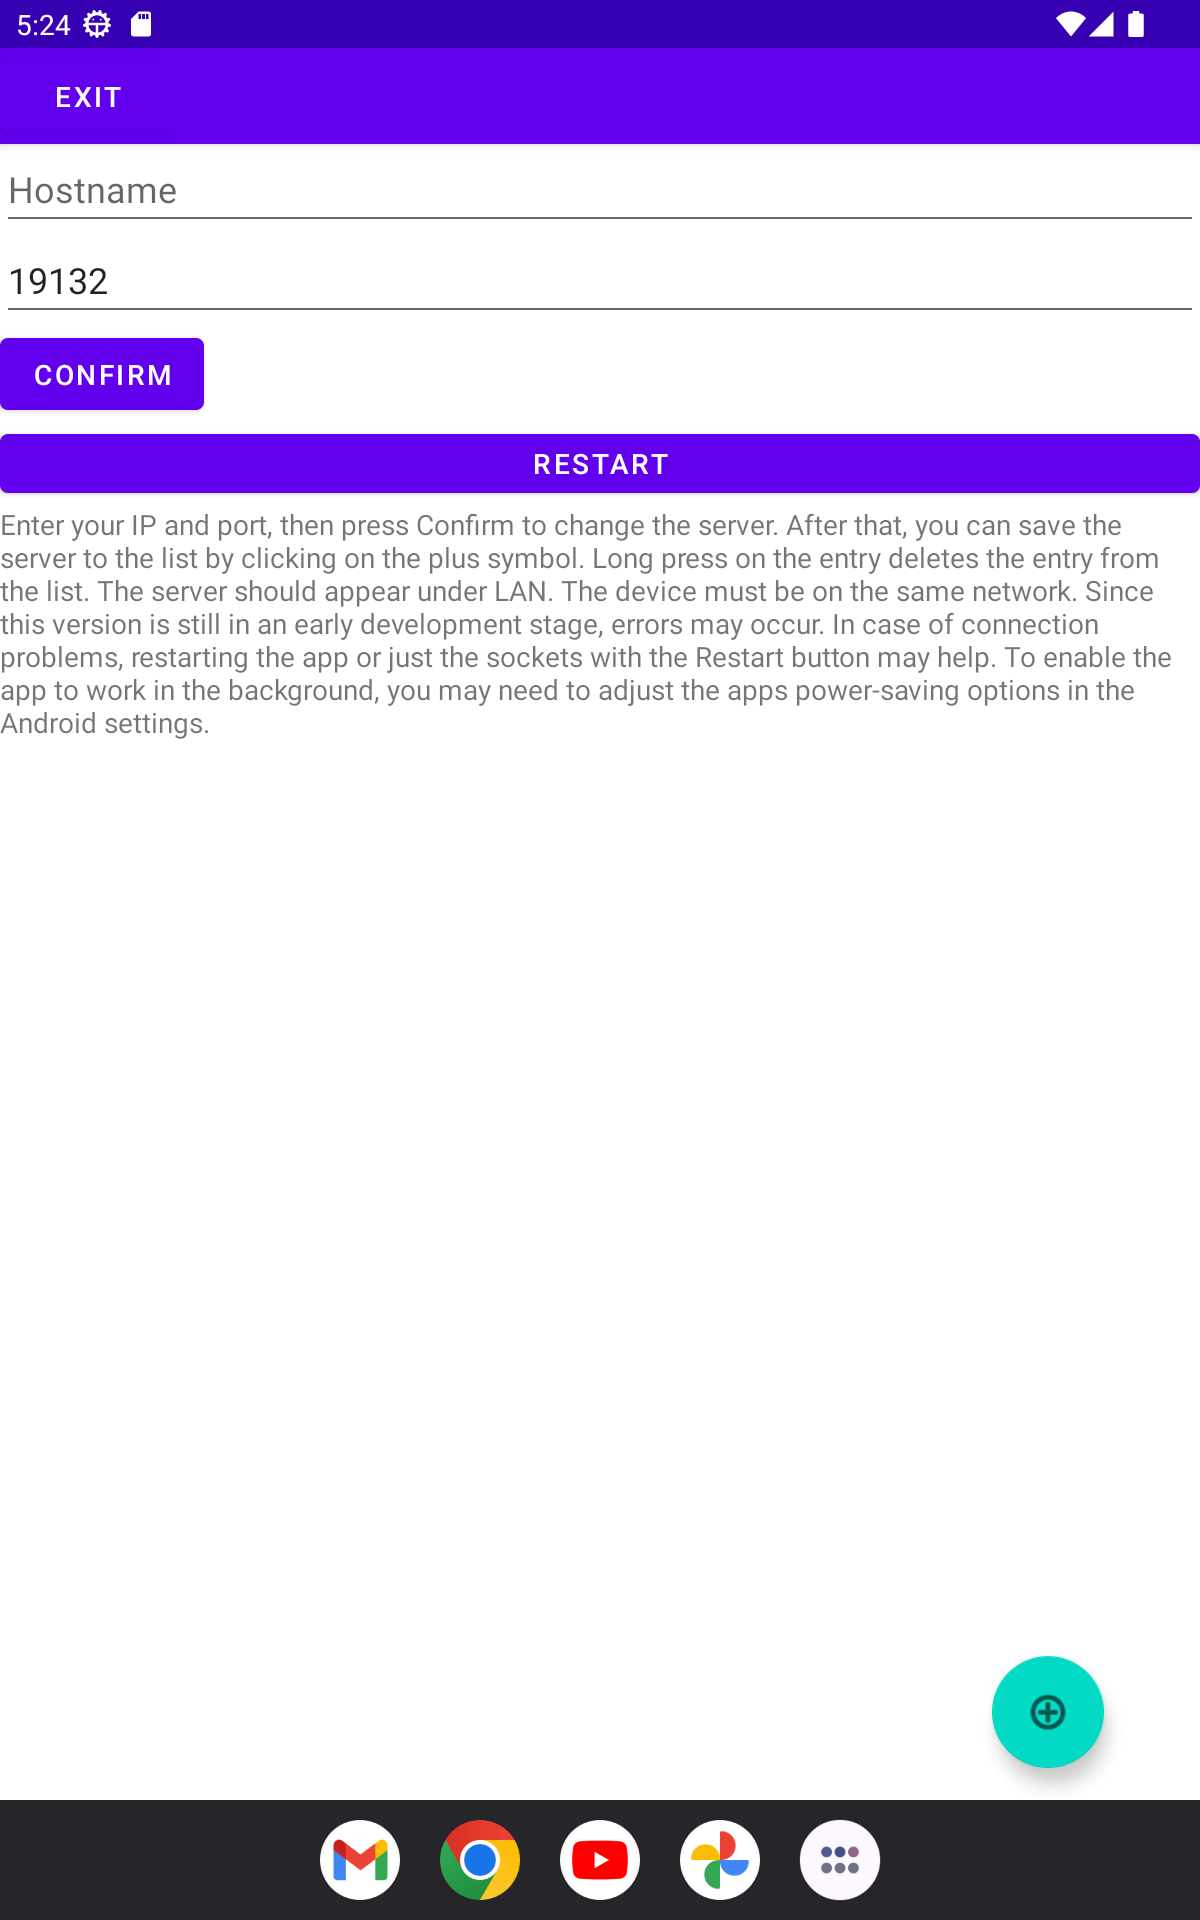 5:24
EXIT
Hostname
19132
CONFIRM
RESTART
Enter your IP and port, then press Confirm to change the server. After that, you can save the
server to the list by clicking on the plus symbol. Long press on the entry deletes the entry from
the list. The server should appear under LAN. The device must be on the same network. Since
this version is still in an early development stage, errors may occur. In case of connection
problems, restarting the app or just the sockets with the Restart button may help. To enable the
app to work in the background, you may need to adjust the apps power-saving options in the
Android settings.